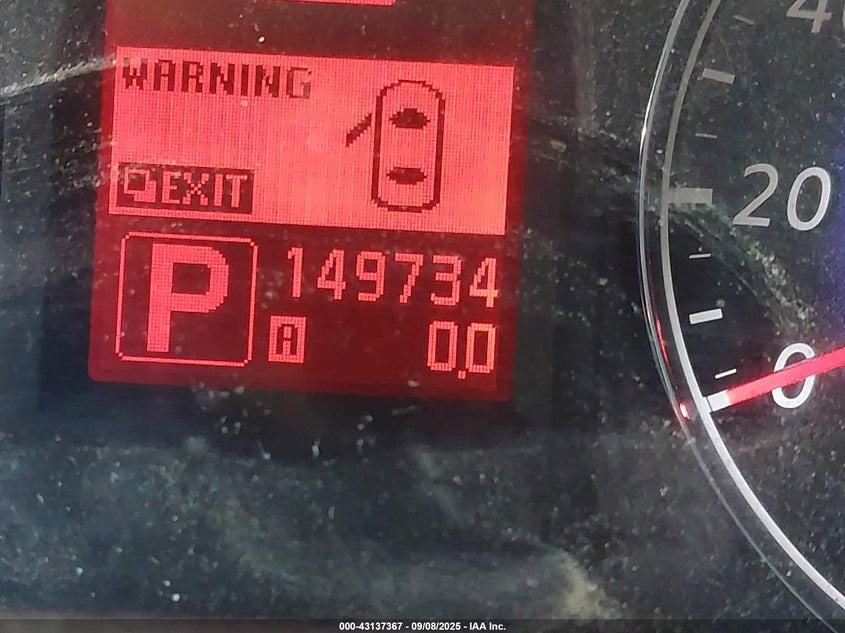 WARNING
EXIT
P
149734
A 0.0
20
0
000-43137367 - 09/08/2025 - IAA Inc.